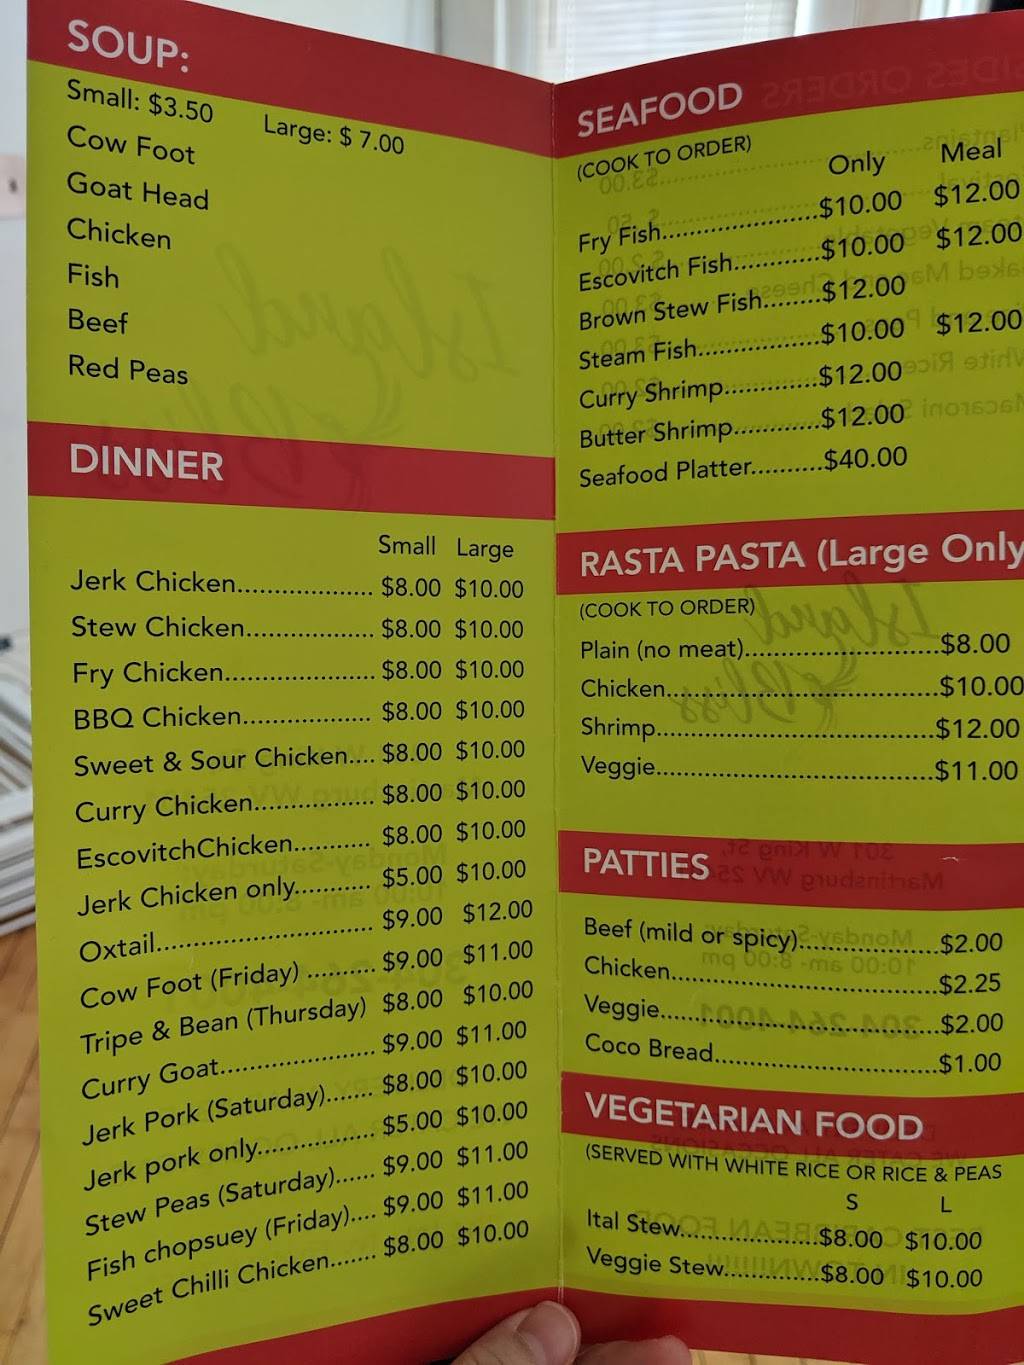 SOUP:
Small: $3.50 Large: $ 7.00
Cow Foot
Goat Head
Chicken
Fish
Beef
Red Peas
DINNER
Small Large
Jerk Chicken.................... $8.00 $10.00
Stew Chicken................... $8.00 $10.00
Fry Chicken...................... $8.00 $10.00
BBQ Chicken................... $8.00 $10.00
Sweet & Sour Chicken.... $8.00 $10.00
Curry Chicken.................. $8.00 $10.00
EscovitchChicken........... $8.00 $10.00
Jerk Chicken only........... $5.00 $10.00
Oxtail................................ $9.00 $12.00
Cow Foot (Friday) .......... $9.00 $11.00
Tripe & Bean (Thursday) $8.00 $10.00
Curry Goat....................... $9.00 $11.00
Jerk Pork (Saturday)....... $8.00 $10.00
Jerk pork only................. $5.00 $10.00
Stew Peas (Saturday)...... $9.00 $11.00
Fish chopsuey (Friday).... $9.00 $11.00
Sweet Chilli Chicken....... $8.00 $10.00
SEAFOOD
(COOK TO ORDER)
Only Meal
Fry Fish.......................$10.00 $12.00
Escovitch Fish............$10.00 $12.00
Brown Stew Fish........$12.00
Steam Fish.................$10.00 $12.00
Curry Shrimp.............$12.00
Butter Shrimp............$12.00
Seafood Platter..........$40.00
RASTA PASTA (Large Only
(COOK TO ORDER)
Plain (no meat)...........................$8.00
Chicken......................................$10.00
Shrimp.......................................$12.00
Veggie.......................................$11.00
PATTIES
Beef (mild or spicy)....................$2.00
Chicken......................................$2.25
Veggie.......................................$2.00
Coco Bread................................$1.00
VEGETARIAN FOOD
(SERVED WITH WHITE RICE OR RICE & PEAS
S L
Ital Stew....................$8.00 $10.00
Veggie Stew..............$8.00 $10.00